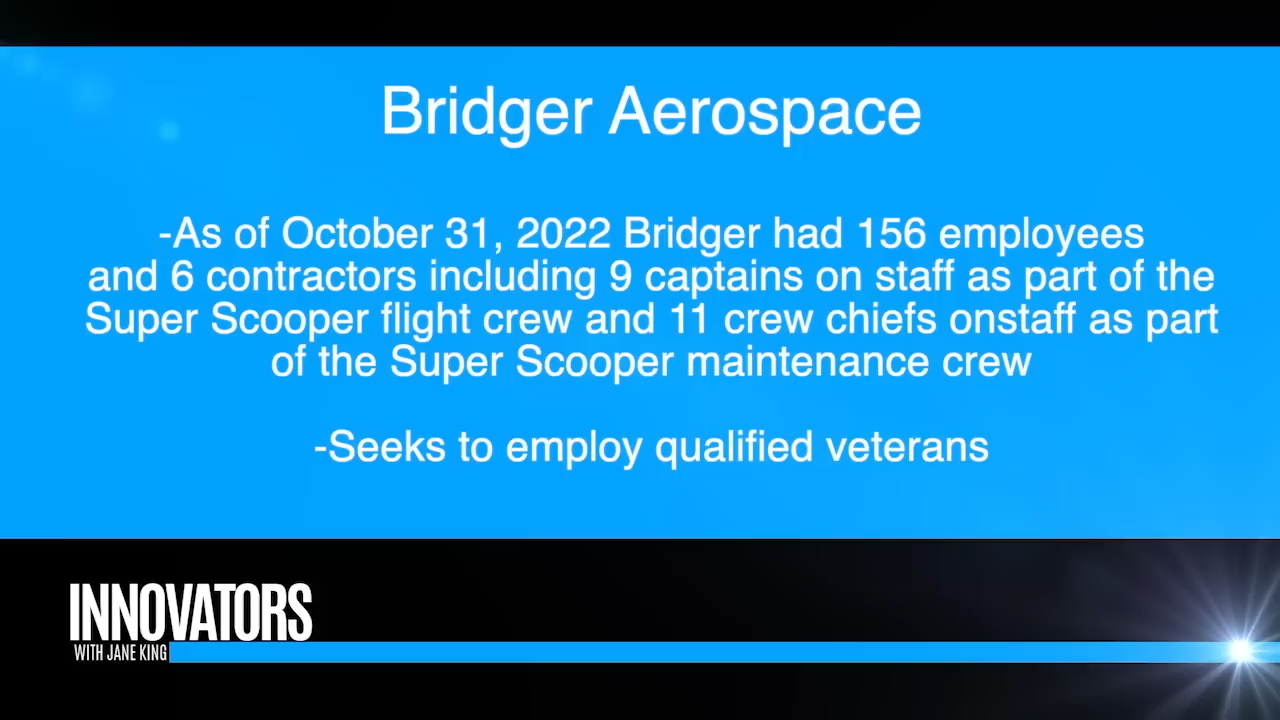 Bridger Aerospace
-As of October 31, 2022 Bridger had 156 employees
and 6 contractors including 9 captains on staff as part of the
Super Scooper flight crew and 11 crew chiefs onstaff as part
of the Super Scooper maintenance crew
-Seeks to employ qualified veterans
INNOVATORS
WITH JANE KING